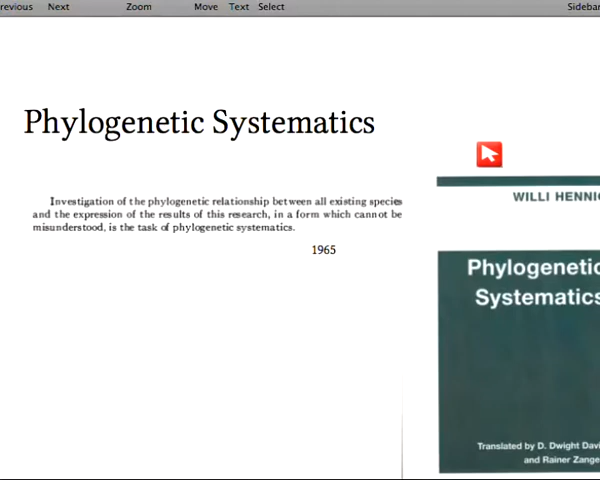 Next Zoom Move Text Select
Phylogenetic Systematics
Investigation of the phylogenetic relationship between all existing species
and the expression of the results of this research, in a form which cannot be
misunderstood, is the task of phylogenetic systematics.
1965
WILLI
Phylogenetic
Systematics
Translated by D. Dwight
and Rainer